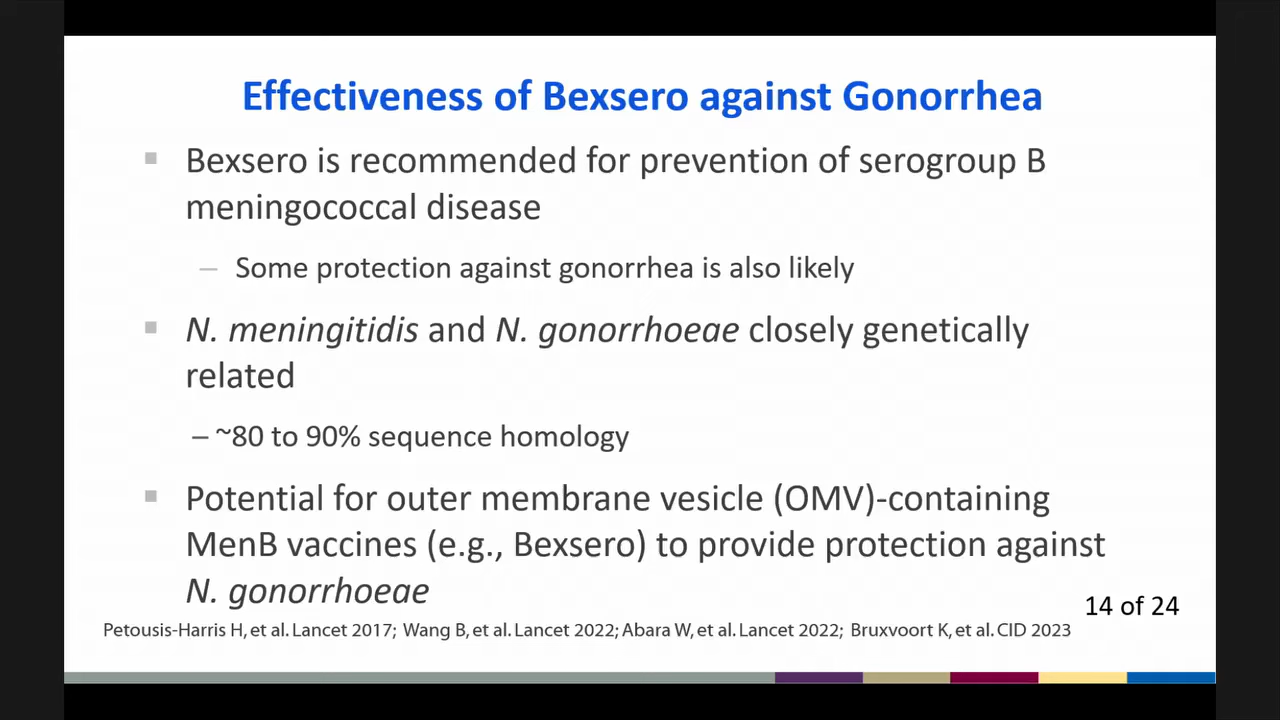 Effectiveness of Bexsero against Gonorrhea
▪ Bexsero is recommended for prevention of serogroup B
meningococcal disease
– Some protection against gonorrhea is also likely
▪ N. meningitidis and N. gonorrhoeae closely genetically
related
– ~80 to 90% sequence homology
▪ Potential for outer membrane vesicle (OMV)-containing
MenB vaccines (e.g., Bexsero) to provide protection against
N. gonorrhoeae
14 of 24
Petousis-Harris H, et al. Lancet 2017; Wang B, et al. Lancet 2022; Abara W, et al. Lancet 2022; Bruxvoort K, et al. CID 2023